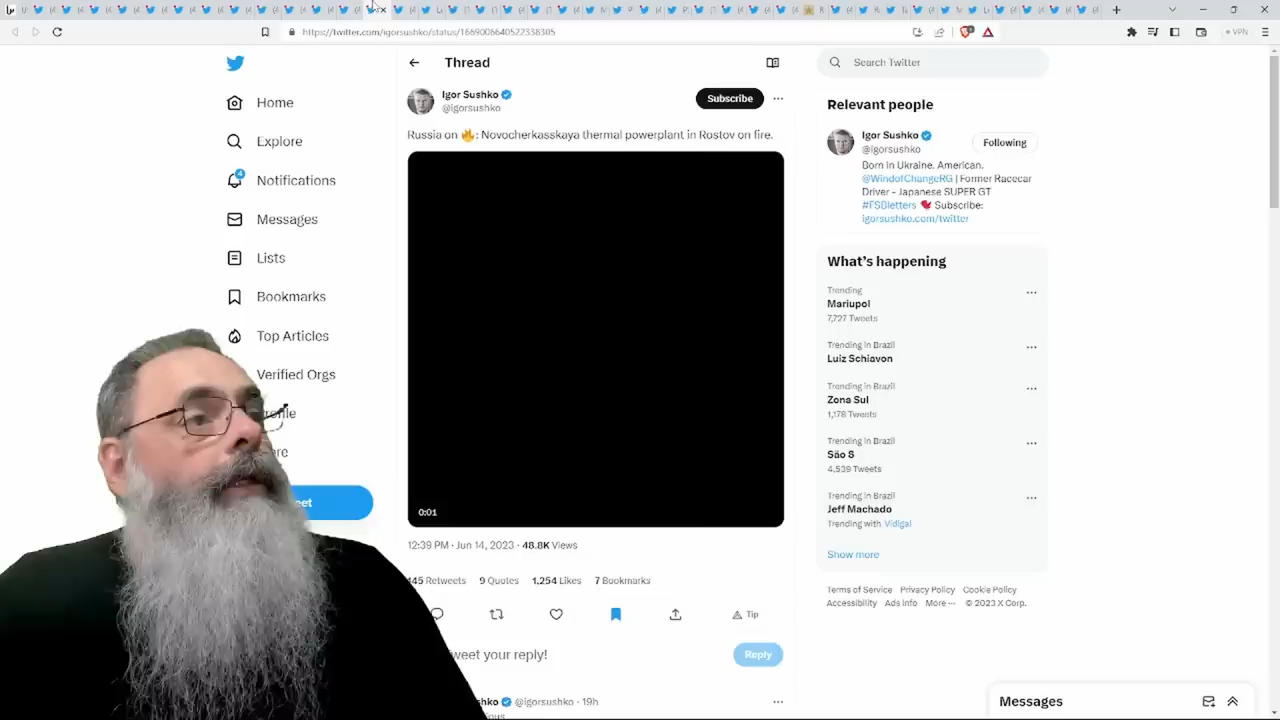 https://twitter.com/igorsushko/status/1669006640522338305
VPN
Home
Explore
4
Notifications
Messages
Lists
Bookmarks
Top Articles
Verified Orgs
Thread
Igor Sushko
@igorsushko
Subscribe
Russia on 🔥: Novocherkasskaya thermal powerplant in Rostov on fire.
0:01
12:39 PM · Jun 14, 2023 · 48.8K Views
145 Retweets 9 Quotes 1,254 Likes 7 Bookmarks
Tip
Tweet your reply!
Reply
@igorsushko · 19h
Search Twitter
Relevant people
Igor Sushko
@igorsushko
Following
Born in Ukraine. American.
@WindofChangeRG | Former Racecar
Driver - Japanese SUPER GT
#FSBletters 🐦 Subscribe:
igorsushko.com/twitter
What's happening
Trending
Mariupol
7,727 Tweets
Trending in Brazil
Luiz Schiavon
Trending in Brazil
Zona Sul
1,178 Tweets
Trending in Brazil
São S
4,539 Tweets
Trending in Brazil
Jeff Machado
Trending with Vidigal
Show more
Terms of Service Privacy Policy Cookie Policy
Accessibility Ads info More ··· © 2023 X Corp.
Messages